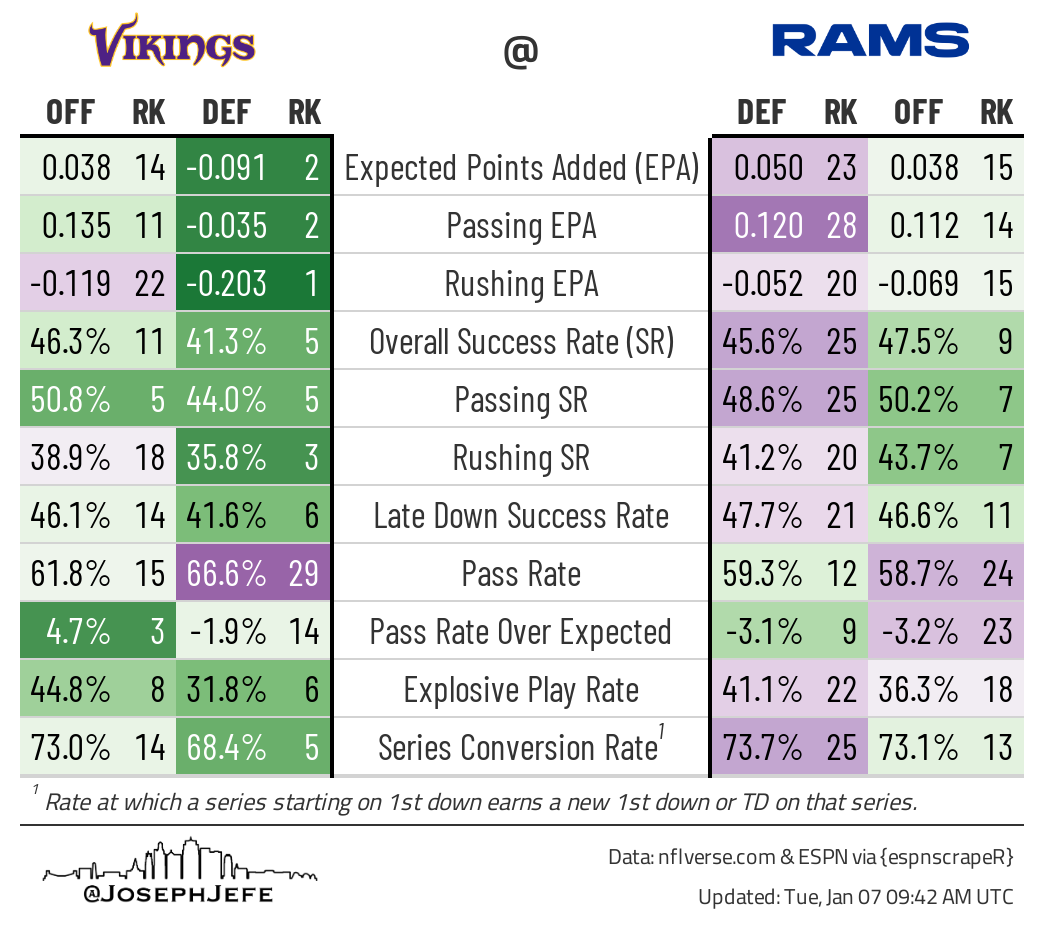 VIKINGS @ RAMS
OFF RK DEF RK DEF RK OFF RK
0.038 14 -0.091 2 Expected Points Added (EPA) 0.050 23 0.038 15
0.135 11 -0.035 2 Passing EPA 0.120 28 0.112 14
-0.119 22 -0.203 1 Rushing EPA -0.052 20 -0.069 15
46.3% 11 41.3% 5 Overall Success Rate (SR) 45.6% 25 47.5% 9
50.8% 5 44.0% 5 Passing SR 48.6% 25 50.2% 7
38.9% 18 35.8% 3 Rushing SR 41.2% 20 43.7% 7
46.1% 14 41.6% 6 Late Down Success Rate 47.7% 21 46.6% 11
61.8% 15 66.6% 29 Pass Rate 59.3% 12 58.7% 24
4.7% 3 -1.9% 14 Pass Rate Over Expected -3.1% 9 -3.2% 23
44.8% 8 31.8% 6 Explosive Play Rate 41.1% 22 36.3% 18
73.0% 14 68.4% 5 Series Conversion Rate¹ 73.7% 25 73.1% 13
¹ Rate at which a series starting on 1st down earns a new 1st down or TD on that series.
Data: nflverse.com & ESPN via {espnscrapeR}
@JOSEPHJEFE
Updated: Tue, Jan 07 09:42 AM UTC